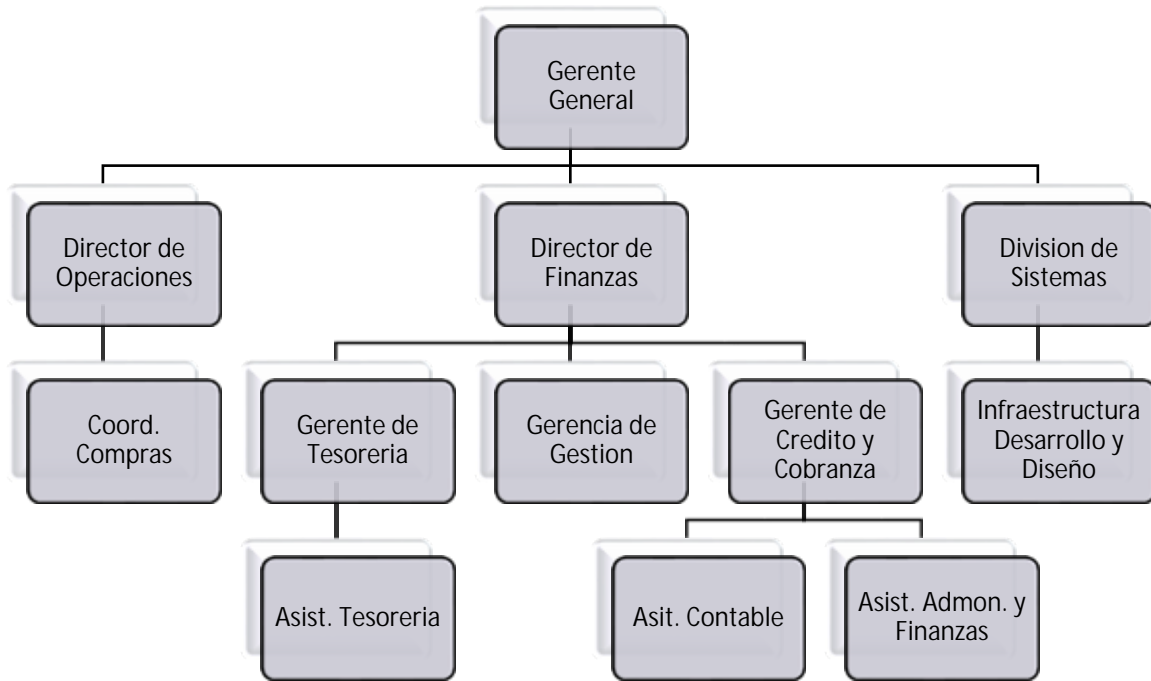 Gerente
General
Director de
Operaciones
Director de
Finanzas
Division de
Sistemas
Coord.
Compras
Gerente de
Tesoreria
Gerencia de
Gestion
Gerente de
Credito y
Cobranza
Infraestructura
Desarrollo y
Diseño
Asist. Tesoreria
Asit. Contable
Asist. Admon. y
Finanzas